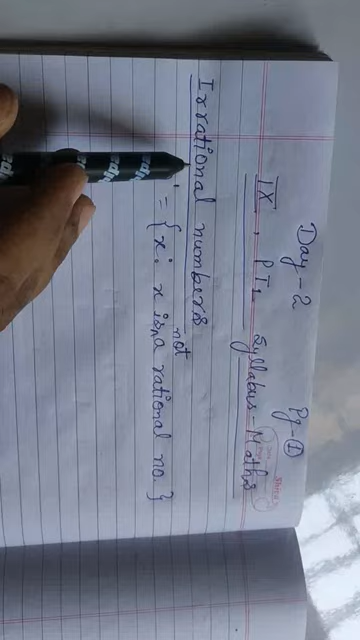 Day-2
Pg-①
IX, PT1 Syllabus-Maths
Irrational numbers
= {x: x is not a rational no.}